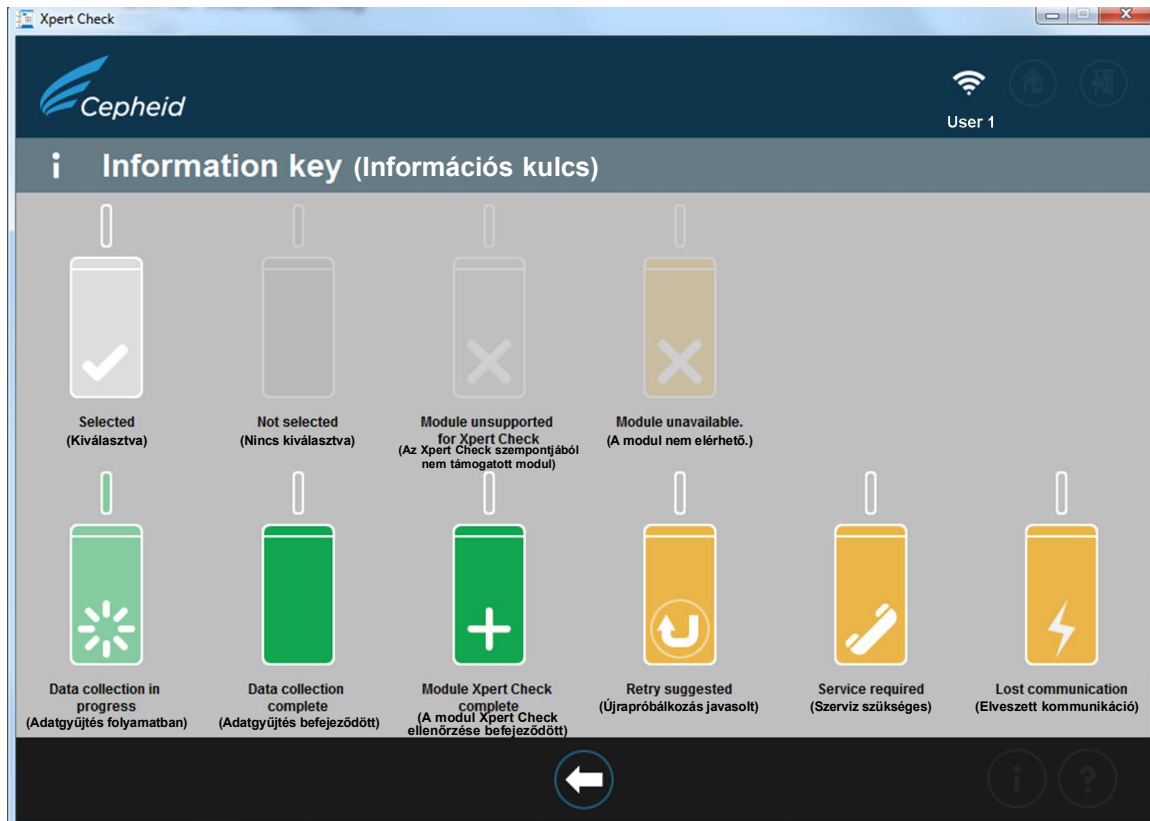 Xpert Check
Cepheid
User 1
i Information key (Információs kulcs)
Selected
(Kiválasztva)
Not selected
(Nincs kiválasztva)
Module unsupported
for Xpert Check
(Az Xpert Check szempontjából
nem támogatott modul)
Module unavailable.
(A modul nem elérhető.)
Data collection in
progress
(Adatgyűjtés folyamatban)
Data collection
complete
(Adatgyűjtés befejeződött)
Module Xpert Check
complete
(A modul Xpert Check
ellenőrzése befejeződött)
Retry suggested
(Újrapróbálkozás javasolt)
Service required
(Szerviz szükséges)
Lost communication
(Elveszett kommunikáció)
i ?